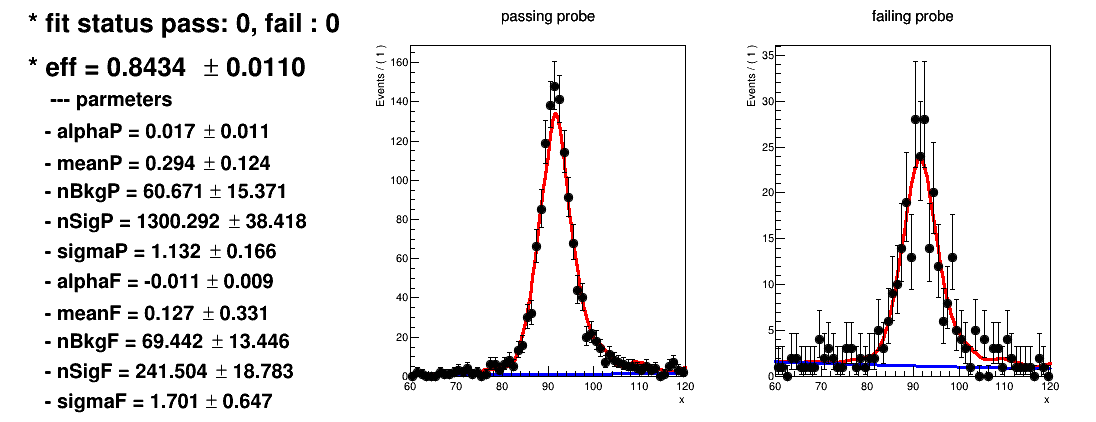 * fit status pass: 0, fail : 0
* eff = 0.8434 ± 0.0110
--- parmeters
- alphaP = 0.017 ± 0.011
- meanP = 0.294 ± 0.124
- nBkgP = 60.671 ± 15.371
- nSigP = 1300.292 ± 38.418
- sigmaP = 1.132 ± 0.166
- alphaF = -0.011 ± 0.009
- meanF = 0.127 ± 0.331
- nBkgF = 69.442 ± 13.446
- nSigF = 241.504 ± 18.783
- sigmaF = 1.701 ± 0.647
passing probe
Events / ( 1 )
160
140
120
100
80
60
40
20
0
60 70 80 90 100 110 120
x
failing probe
Events / ( 1 )
35
30
25
20
15
10
5
0
60 70 80 90 100 110 120
x